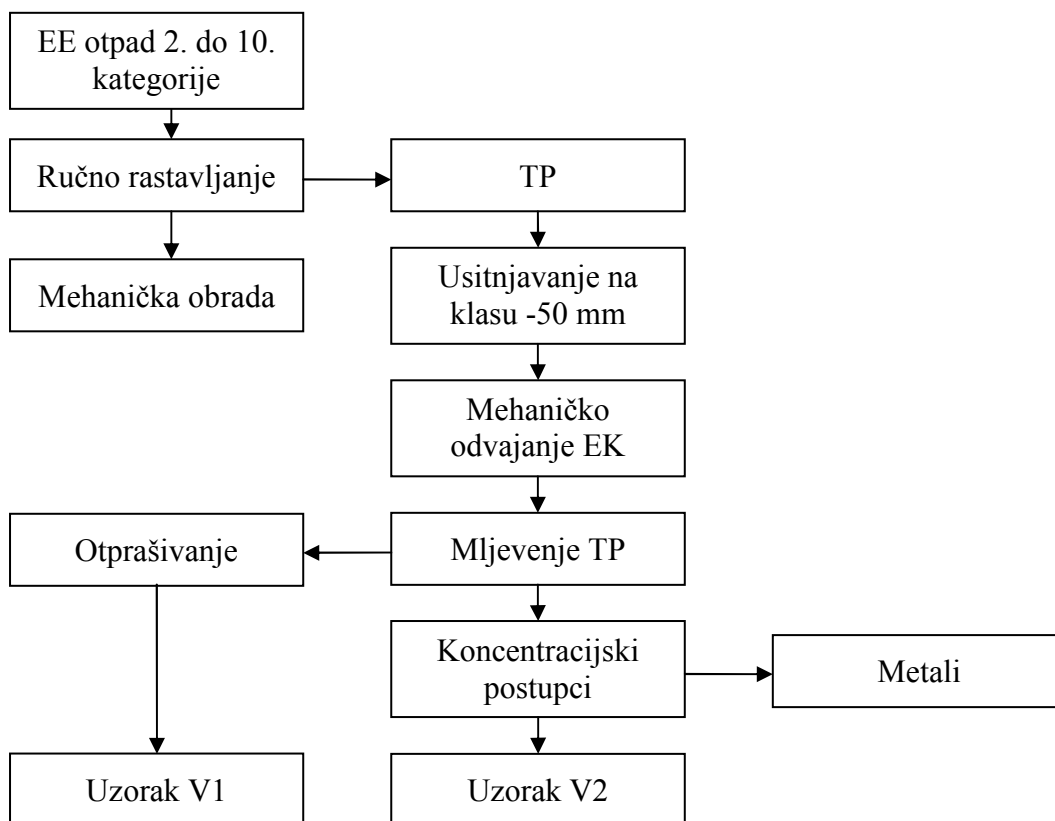 EE otpad 2. do 10.
kategorije
Ručno rastavljanje
TP
Mehanička obrada
Usitnjavanje na
klasu -50 mm
Mehaničko
odvajanje EK
Otprašivanje
Mljevenje TP
Koncentracijski
postupci
Metali
Uzorak V1
Uzorak V2